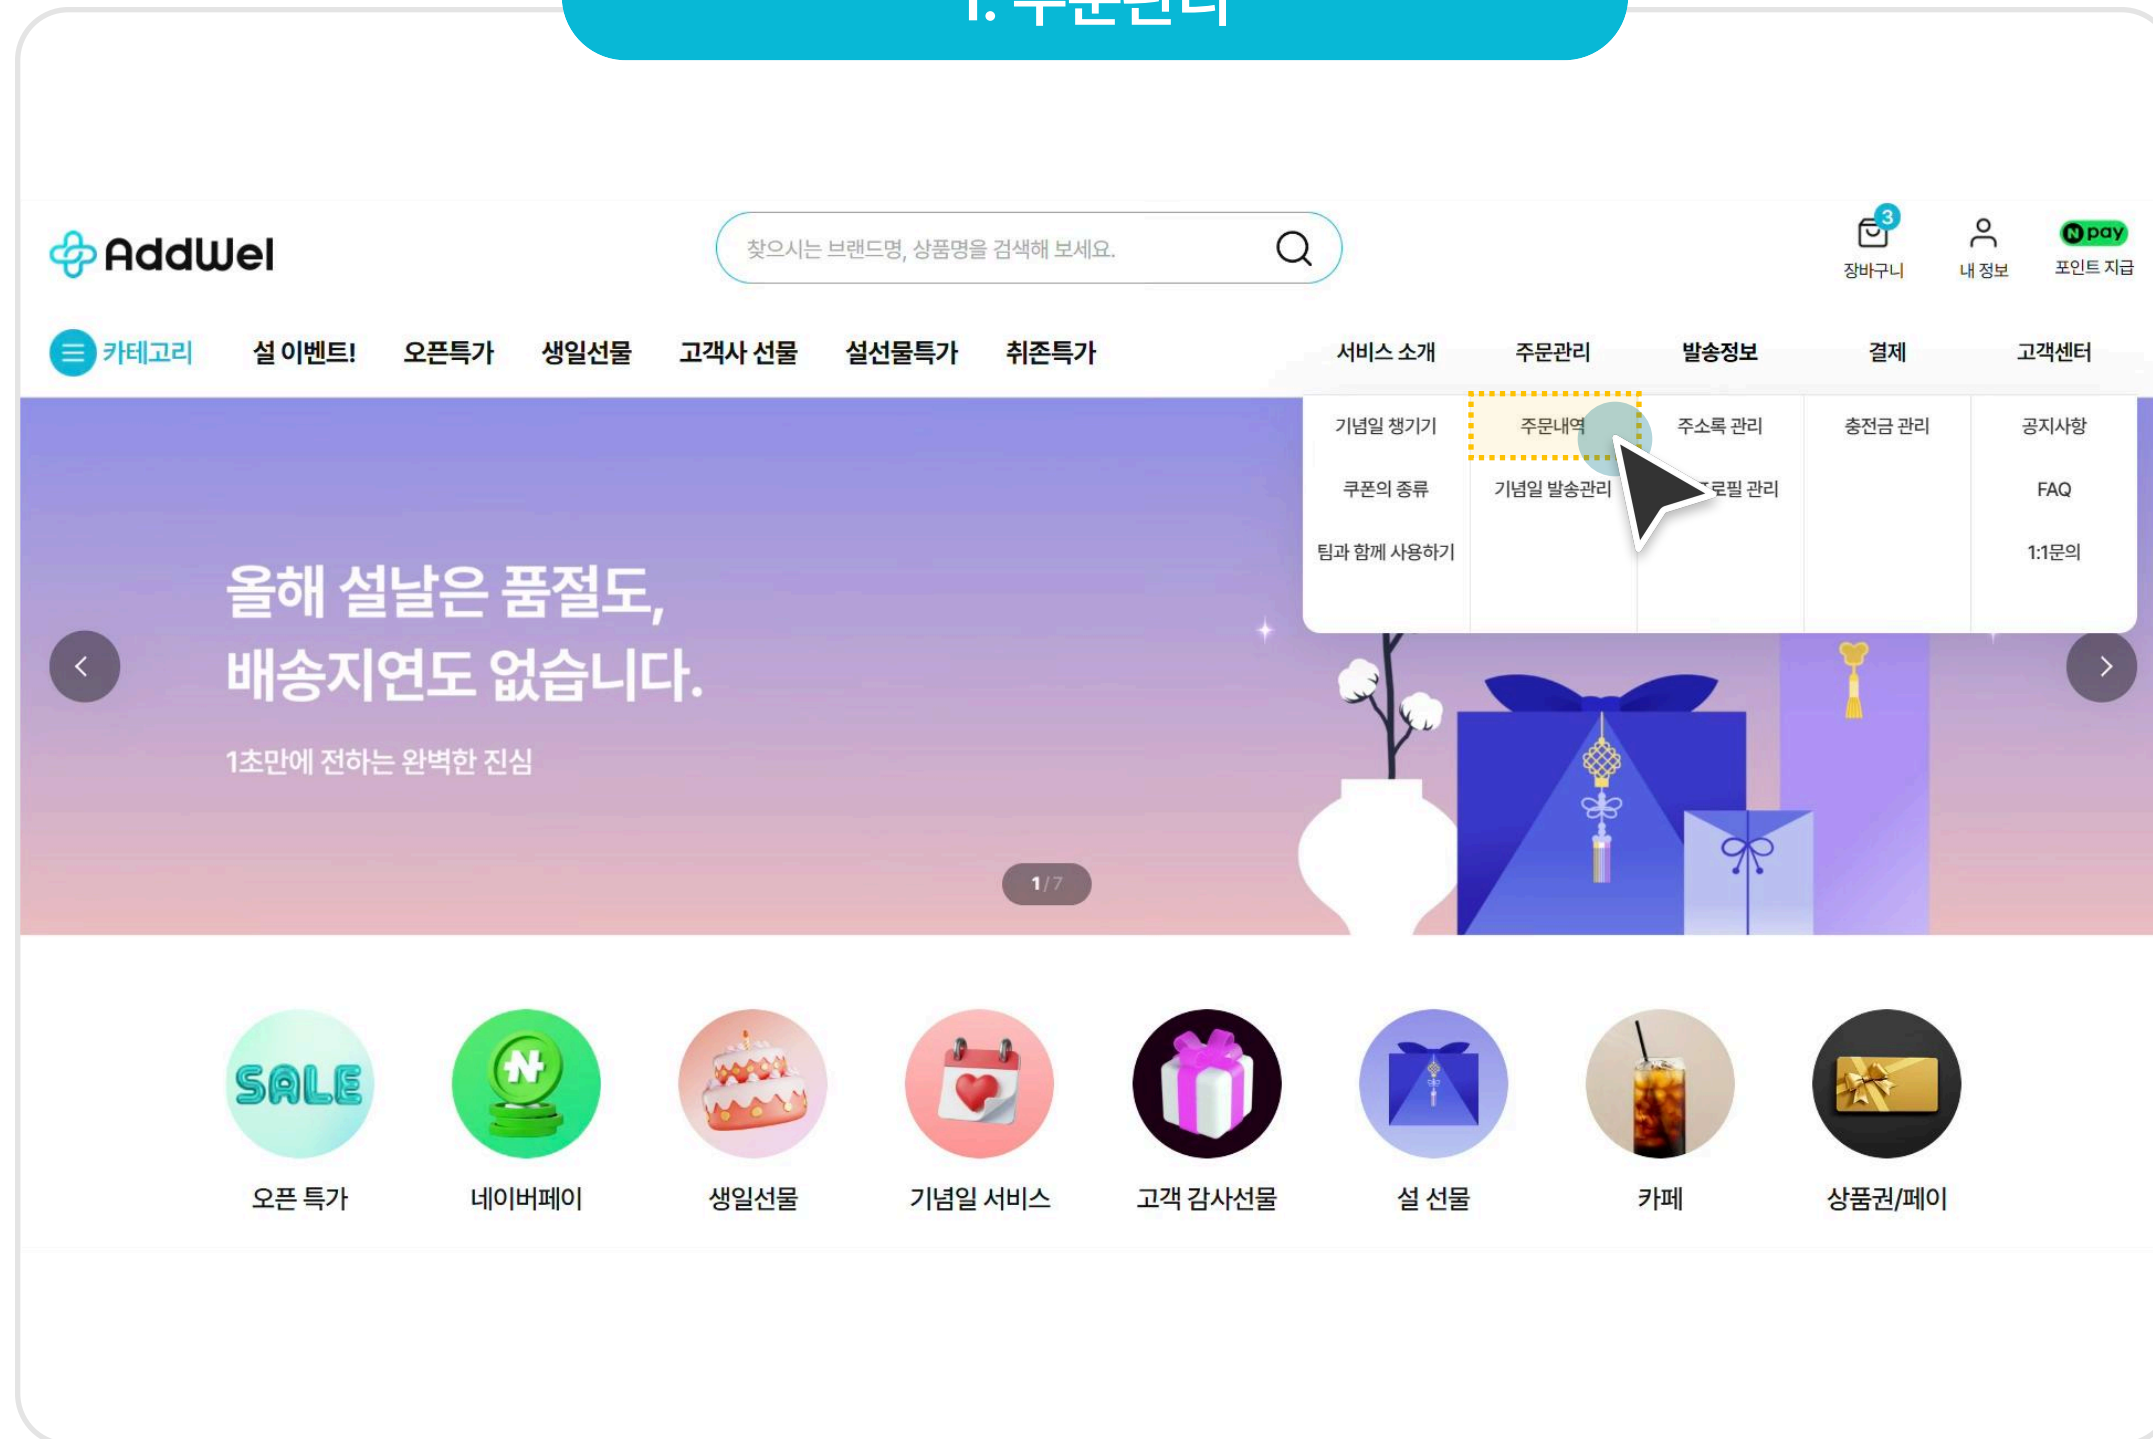 1. 주문관리
AddWel
찾으시는 브랜드명, 상품명을 검색해 보세요.
3
장바구니
내 정보
N pay
포인트 지급
카테고리
설 이벤트!
오픈특가
생일선물
고객사 선물
설선물특가
취존특가
서비스 소개
주문관리
발송정보
결제
고객센터
기념일 챙기기
주문내역
주소록 관리
충전금 관리
공지사항
쿠폰의 종류
기념일 발송관리
로필 관리
FAQ
팀과 함께 사용하기
1:1문의
올해 설날은 품절도,
배송지연도 없습니다.
1초만에 전하는 완벽한 진심
1/7
SALE
N
오픈 특가
네이버페이
생일선물
기념일 서비스
고객 감사선물
설 선물
카페
상품권/페이